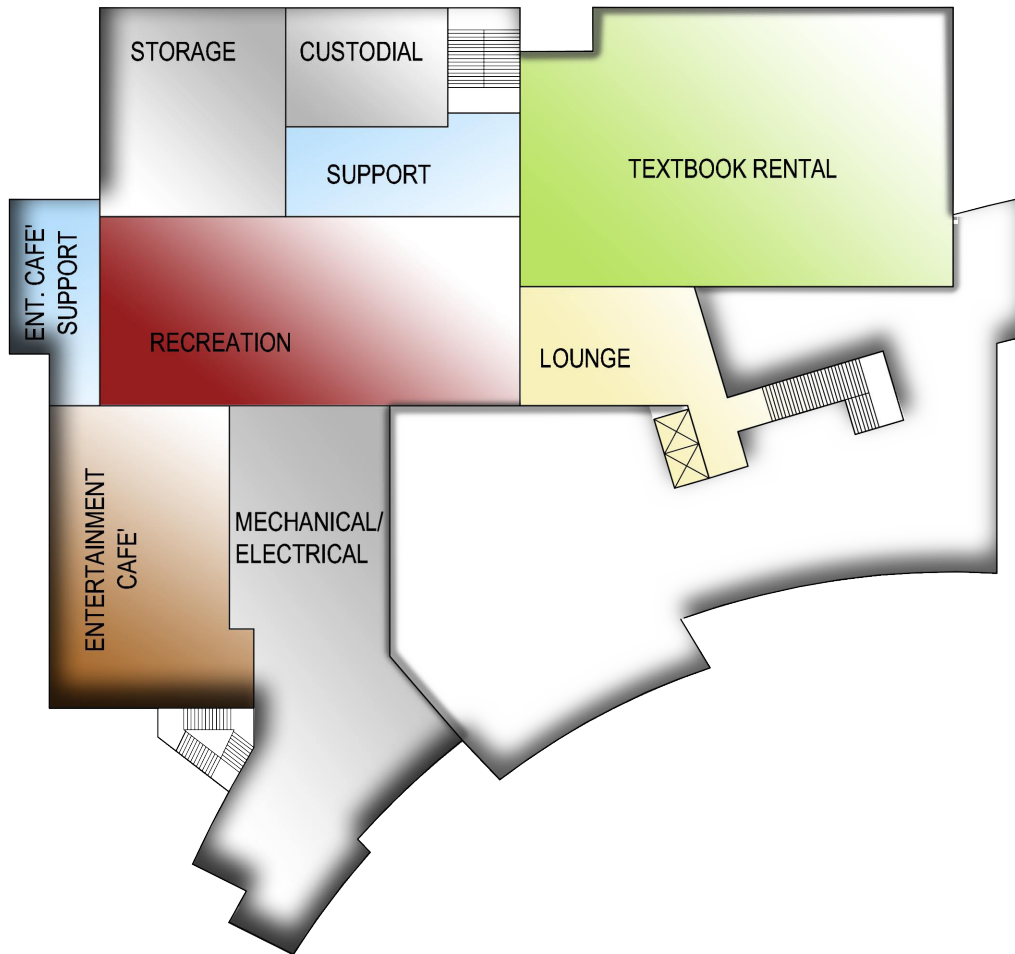 STORAGE
CUSTODIAL
SUPPORT
TEXTBOOK RENTAL
ENT. CAFE'
SUPPORT
RECREATION
LOUNGE
ENTERTAINMENT
CAFE'
MECHANICAL/
ELECTRICAL